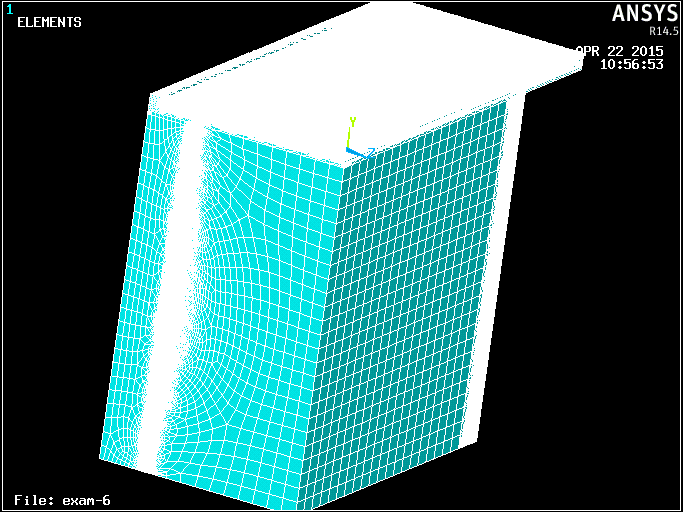 1
ELEMENTS
ANSYS
R14.5
APR 22 2015
10:56:53
Y
Z
File: exam-6